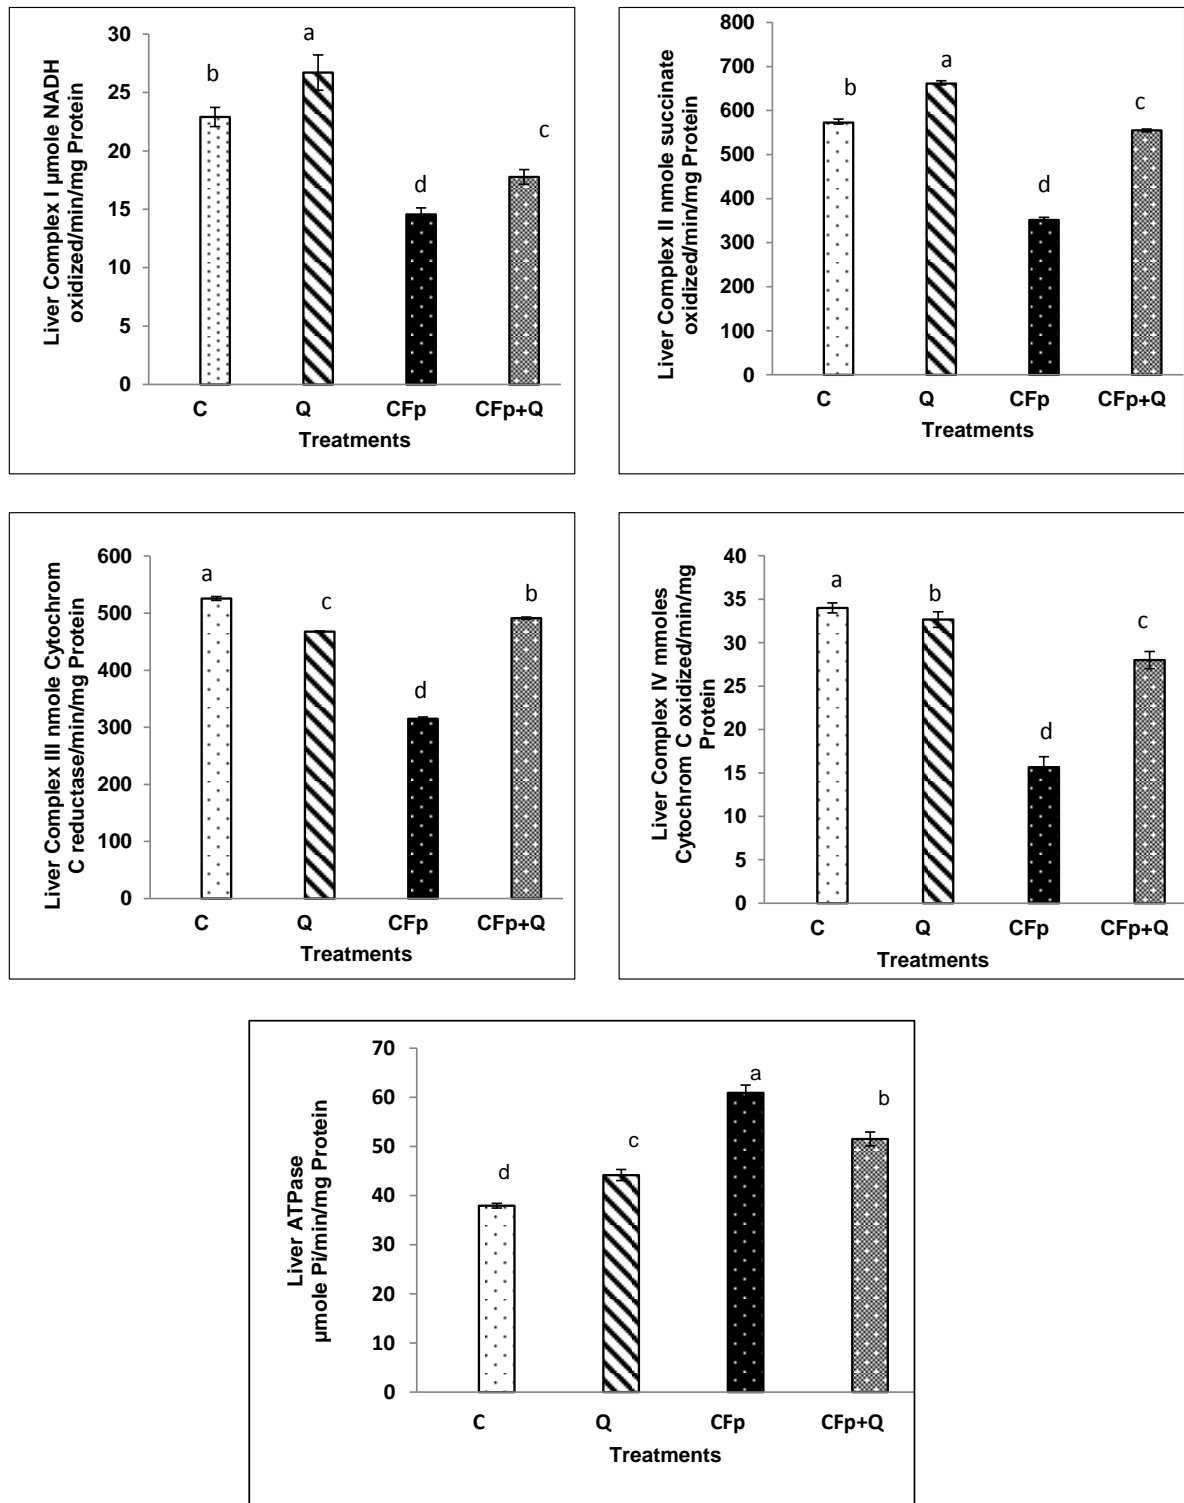 Liver Complex I µmole NADH
oxidized/min/mg Protein
30
25
20
15
10
5
0
b
a
d
c
C Q CFp CFp+Q
Treatments
Liver Complex II nmole succinate
oxidized/min/mg Protein
800
700
600
500
400
300
200
100
0
b
a
d
c
C Q CFp CFp+Q
Treatments
Liver Complex III nmole Cytochrom
C reductase/min/mg Protein
600
500
400
300
200
100
0
a
c
d
b
C Q CFp CFp+Q
Treatments
Liver Complex IV mmoles
Cytochrom C oxidized/min/mg
Protein
40
35
30
25
20
15
10
5
0
a
b
d
c
C Q CFp CFp+Q
Treatments
Liver ATPase
µmole Pi/min/mg Protein
70
60
50
40
30
20
10
0
d
c
a
b
C Q CFp CFp+Q
Treatments